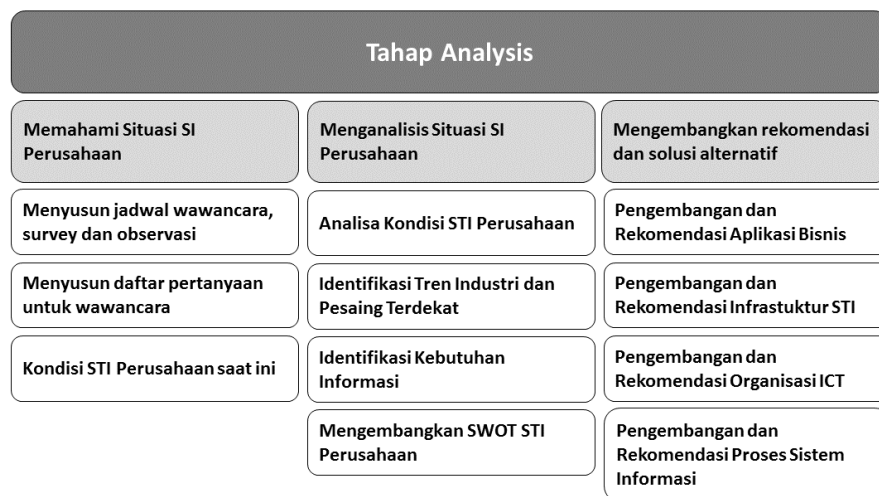 Tahap Analysis
Memahami Situasi SI
Perusahaan
Menyusun jadwal wawancara,
survey dan observasi
Menyusun daftar pertanyaan
untuk wawancara
Kondisi STI Perusahaan saat ini
Menganalisis Situasi SI
Perusahaan
Analisa Kondisi STI Perusahaan
Identifikasi Tren Industri dan
Pesaing Terdekat
Identifikasi Kebutuhan
Informasi
Mengembangkan SWOT STI
Perusahaan
Mengembangkan rekomendasi
dan solusi alternatif
Pengembangan dan
Rekomendasi Aplikasi Bisnis
Pengembangan dan
Rekomendasi Infrastuktur STI
Pengembangan dan
Rekomendasi Organisasi ICT
Pengembangan dan
Rekomendasi Proses Sistem
Informasi